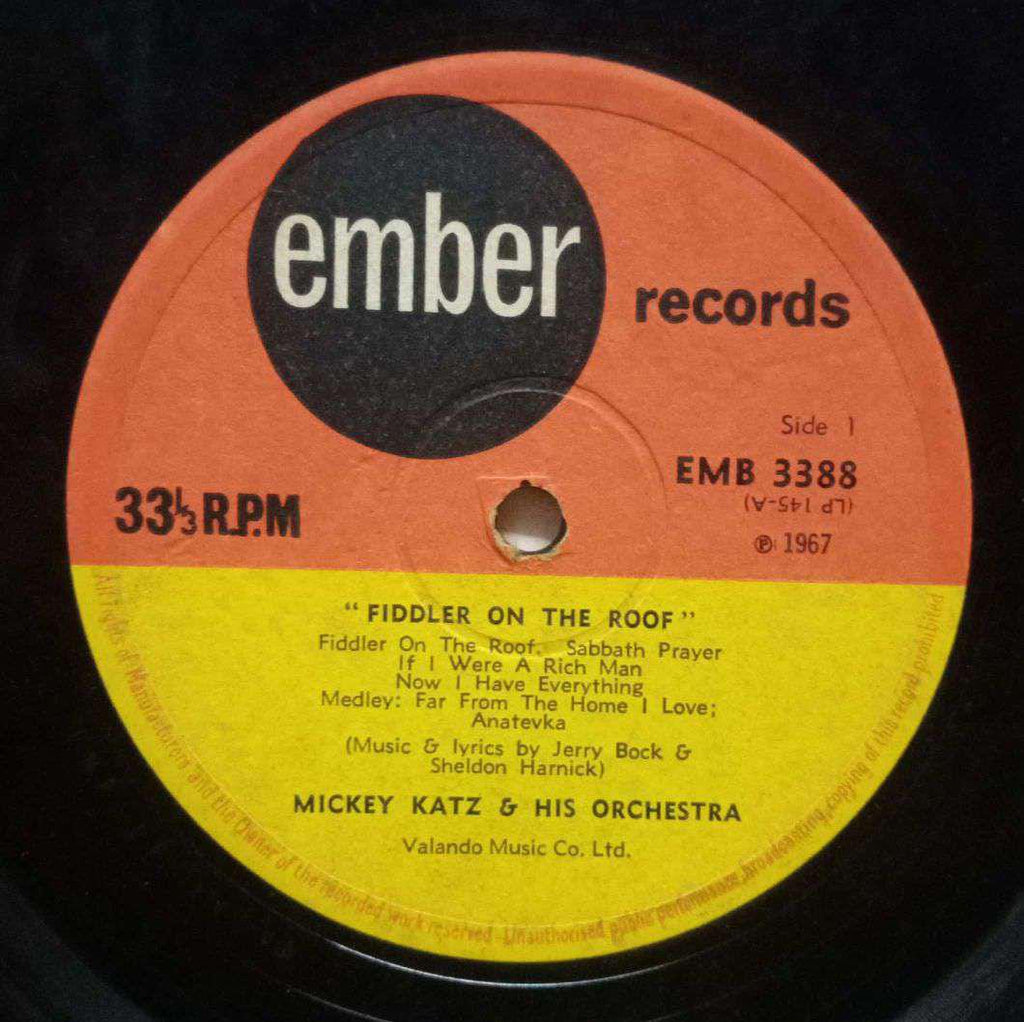 ember
records
Side 1
EMB 3388
(LP 145-A)
℗ 1967
33⅓ R.P.M
"FIDDLER ON THE ROOF"
Fiddler On The Roof. Sabbath Prayer
If I Were A Rich Man
Now I Have Everything
Medley: Far From The Home I Love;
Anatevka
(Music & lyrics by Jerry Bock &
Sheldon Harnick)
MICKEY KATZ & HIS ORCHESTRA
Valando Music Co. Ltd.
All rights of Manufacturers and the Owner of the recorded work reserved Unauthorised public performance, broadcasting, copying of this record prohibited